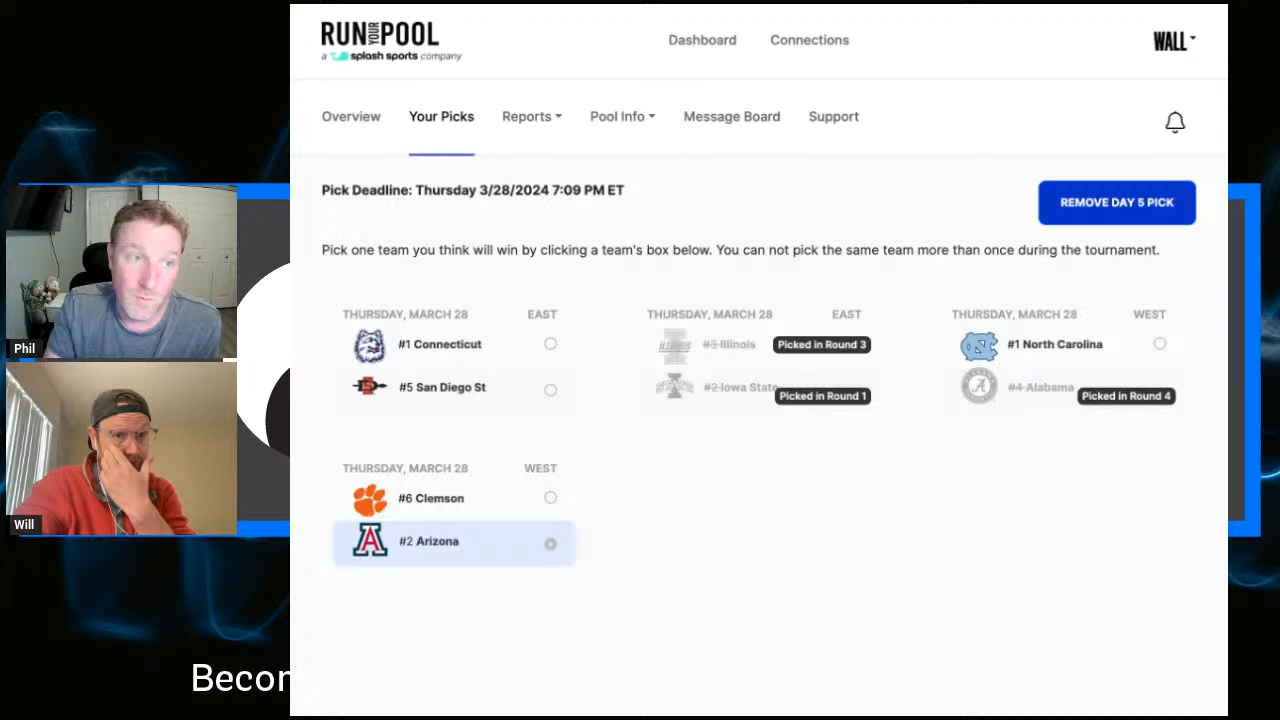 RUN YOUR POOL
a splash sports company
Dashboard
Connections
WALL
Overview
Your Picks
Reports
Pool Info
Message Board
Support
Pick Deadline: Thursday 3/28/2024 7:09 PM ET
REMOVE DAY 5 PICK
Pick one team you think will win by clicking a team's box below. You can not pick the same team more than once during the tournament.
THURSDAY, MARCH 28 EAST
#1 Connecticut
#5 San Diego St
THURSDAY, MARCH 28 EAST
ILLINOIS #3 Illinois Picked in Round 3
#2 Iowa State Picked in Round 1
THURSDAY, MARCH 28 WEST
#1 North Carolina
A #4 Alabama Picked in Round 4
THURSDAY, MARCH 28 WEST
#6 Clemson
A #2 Arizona
Phil
Will
Becom